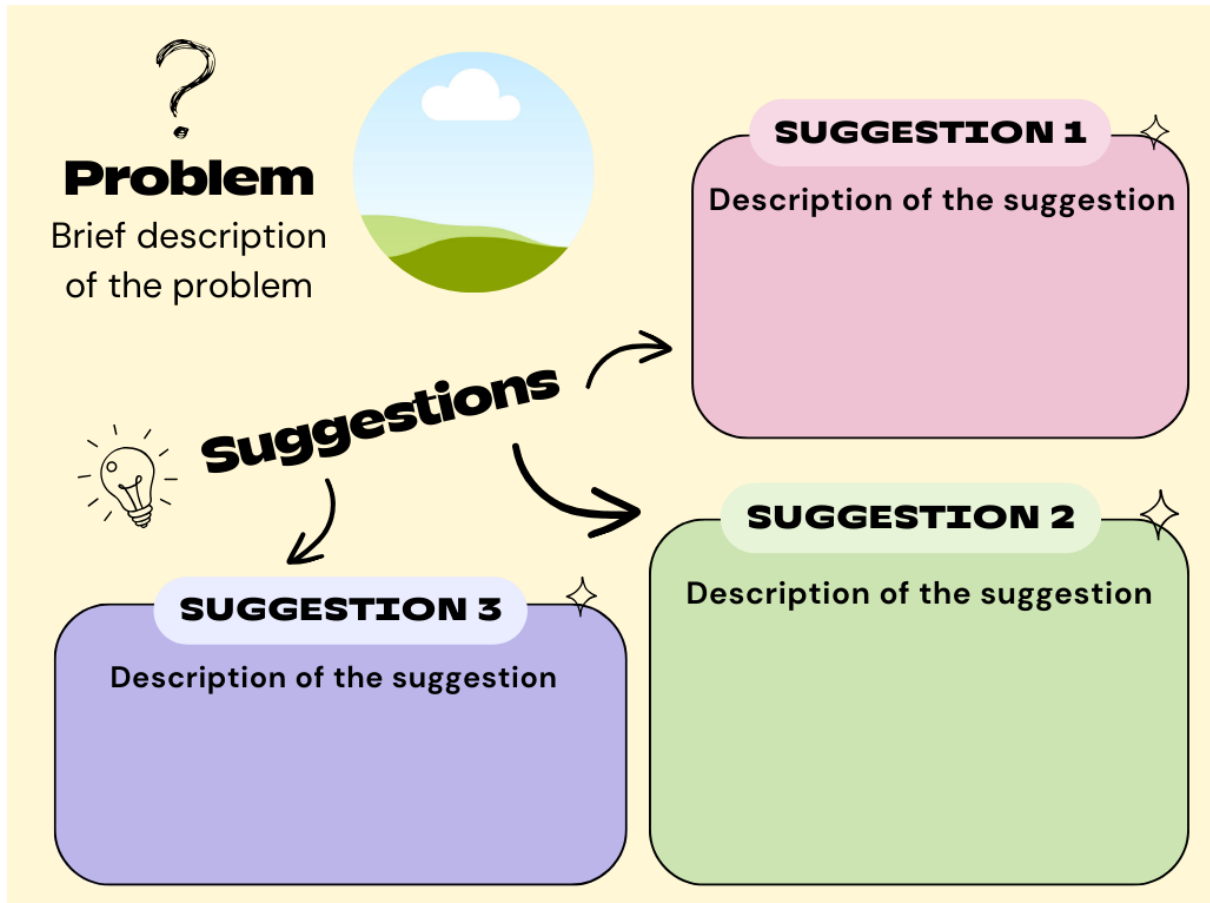 ?
Problem
Brief description
of the problem
Suggestions
SUGGESTION 1
Description of the suggestion
SUGGESTION 2
Description of the suggestion
SUGGESTION 3
Description of the suggestion